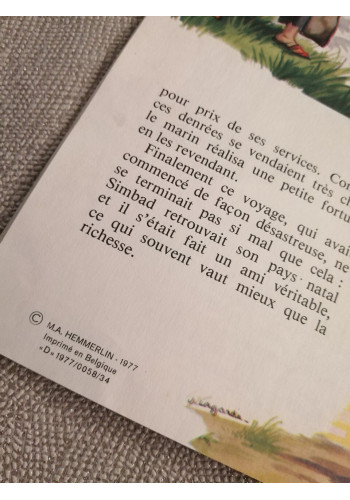 pour prix de ses services. Com
ces denrées se vendaient très ch
le marin réalisa une petite fortu
en les revendant.
Finalement ce voyage, qui avai
commencé de façon désastreuse, ne
se terminait pas si mal que cela :
Simbad retrouvait son pays natal
et il s'était fait un ami véritable,
ce qui souvent vaut mieux que la
richesse.
© M.A. HEMMERLIN - 1977
Imprimé en Belgique
«D» 1977/0058/34